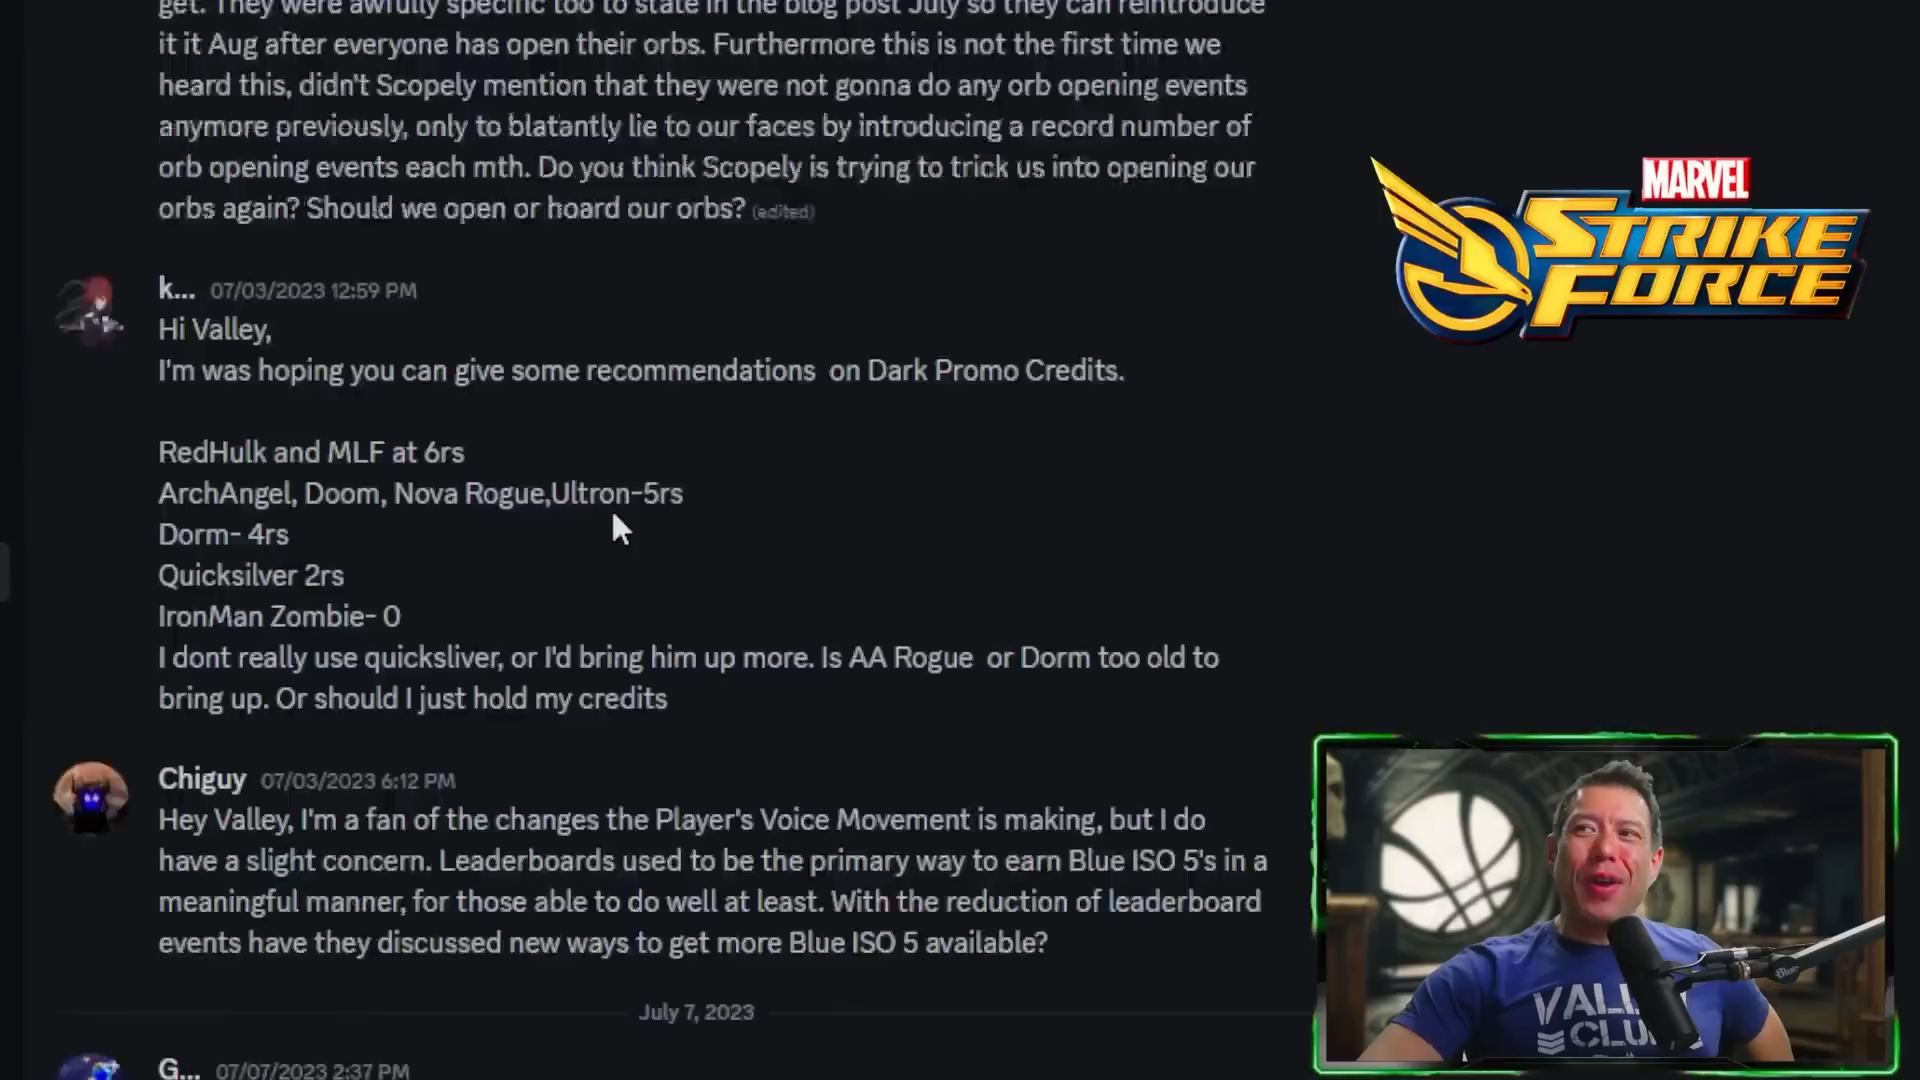 get. They were awfully specific too to state in the blog post July so they can reintroduce
it it Aug after everyone has open their orbs. Furthermore this is not the first time we
heard this, didn't Scopely mention that they were not gonna do any orb opening events
anymore previously, only to blatantly lie to our faces by introducing a record number of
orb opening events each mth. Do you think Scopely is trying to trick us into opening our
orbs again? Should we open or hoard our orbs? (edited)
MARVEL
STRIKE
FORCE
k... 07/03/2023 12:59 PM
Hi Valley,
I'm was hoping you can give some recommendations on Dark Promo Credits.
RedHulk and MLF at 6rs
ArchAngel, Doom, Nova Rogue,Ultron-5rs
Dorm- 4rs
Quicksilver 2rs
IronMan Zombie- 0
I dont really use quicksliver, or I'd bring him up more. Is AA Rogue or Dorm too old to
bring up. Or should I just hold my credits
Chiguy 07/03/2023 6:12 PM
Hey Valley, I'm a fan of the changes the Player's Voice Movement is making, but I do
have a slight concern. Leaderboards used to be the primary way to earn Blue ISO 5's in a
meaningful manner, for those able to do well at least. With the reduction of leaderboard
events have they discussed new ways to get more Blue ISO 5 available?
July 7, 2023
G... 07/07/2023 2:37 PM
Blue